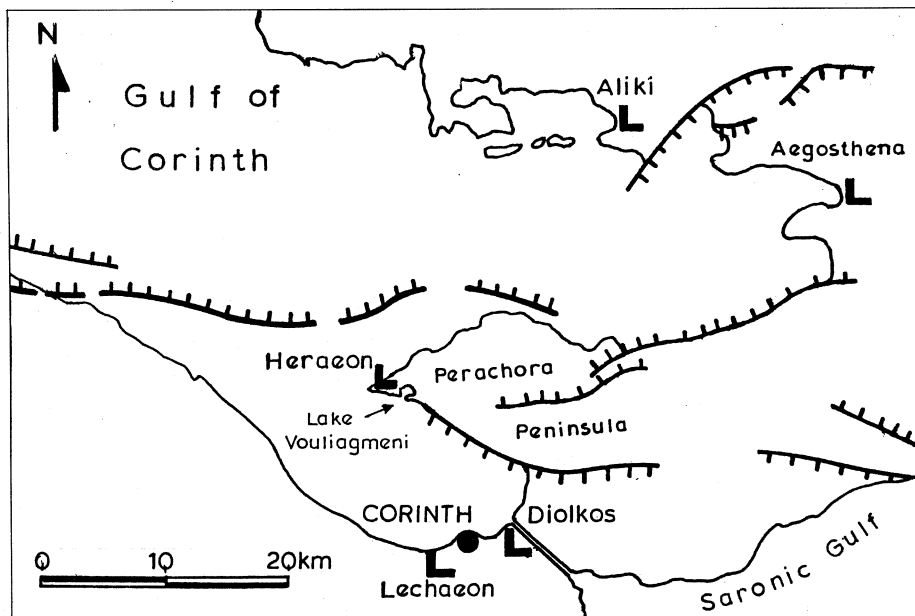 N
Gulf of
Corinth
Aliki
Aegosthena
Heraeon
Perachora
Lake
Vouliagmeni
Peninsula
CORINTH
Diolkos
0 10 20km
Lechaeon
Saronic Gulf